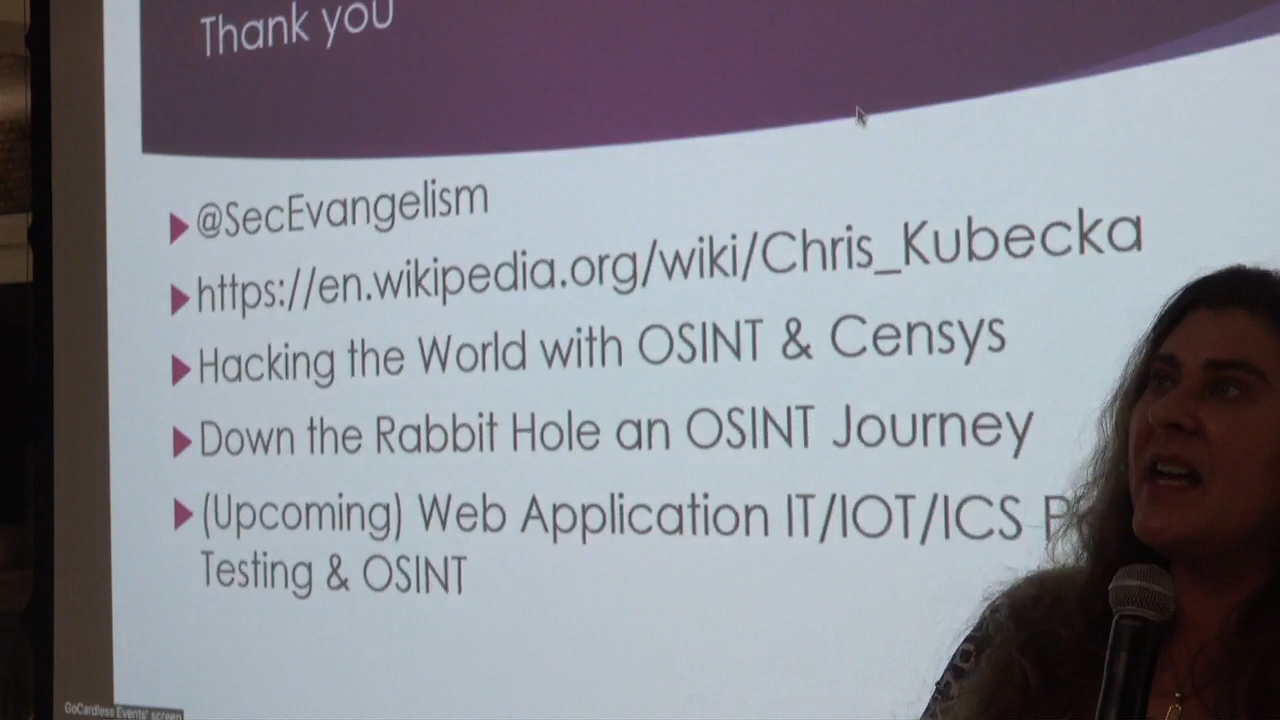 Thank you
@SecEvangelism
https://en.wikipedia.org/wiki/Chris_Kubecka
Hacking the World with OSINT & Censys
Down the Rabbit Hole an OSINT Journey
(Upcoming) Web Application IT/IOT/ICS
Testing & OSINT
GoCardless Events' screen